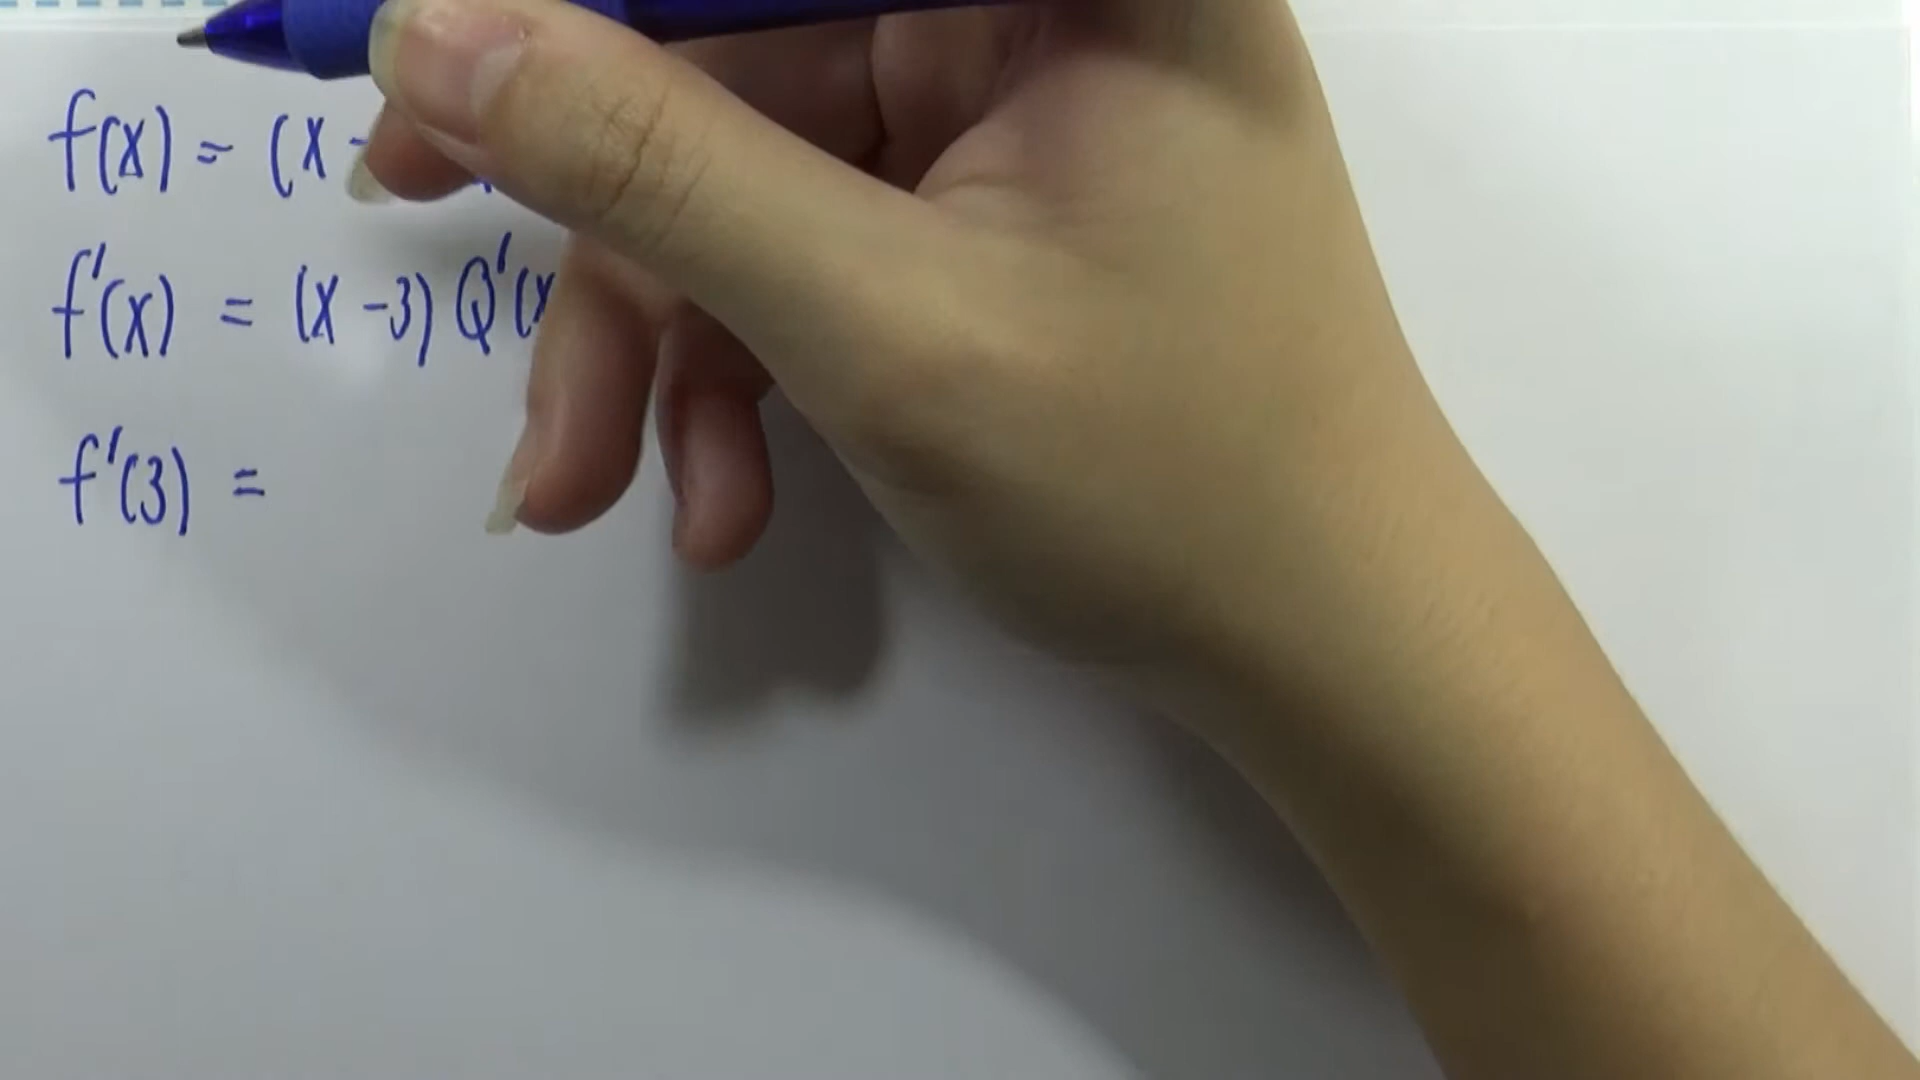 f(x) = (x -
f'(x) = (x -3) Q'(x
f'(3) =